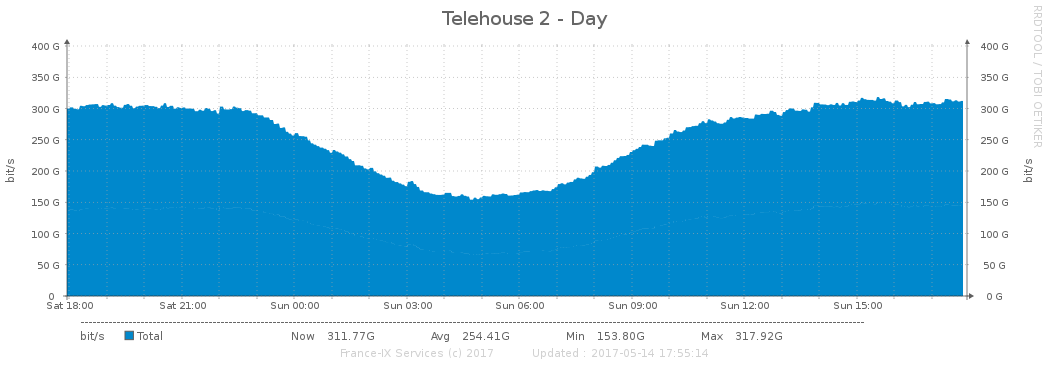 Telehouse 2 - Day
RRDTOOL / TOBI OETIKER
bit/s
400 G 400 G
350 G 350 G
300 G 300 G
250 G 250 G
200 G 200 G
150 G 150 G
100 G 100 G
50 G 50 G
0 0 G
bit/s
Sat 18:00 Sat 21:00 Sun 00:00 Sun 03:00 Sun 06:00 Sun 09:00 Sun 12:00 Sun 15:00
bit/s Total Now 311.77G Avg 254.41G Min 153.80G Max 317.92G
France-IX Services (c) 2017 Updated : 2017-05-14 17:55:14